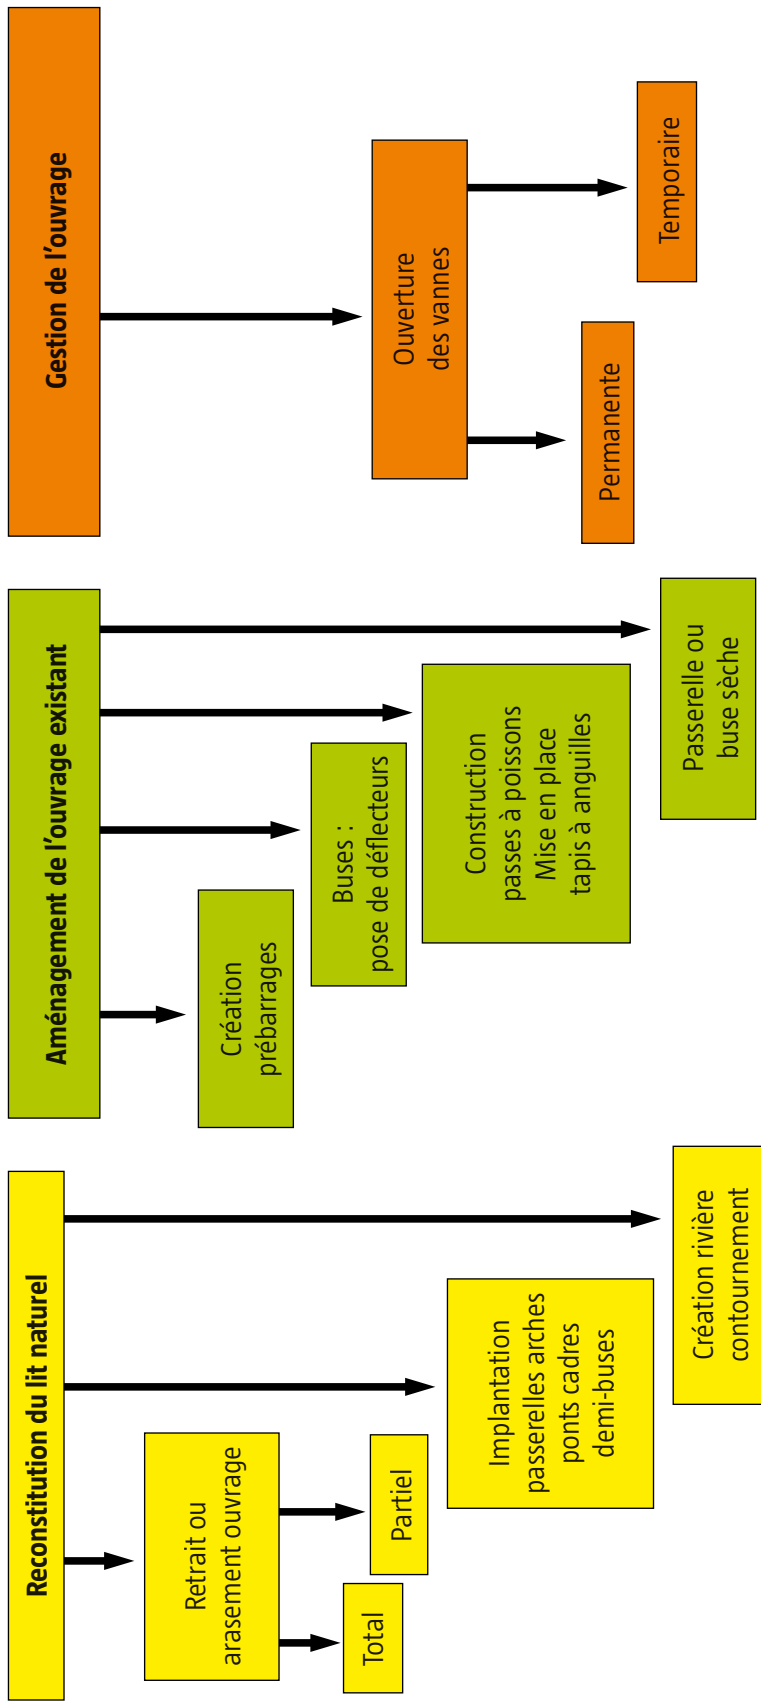 Reconstitution du lit naturel
Retrait ou
arasement ouvrage
Total
Partiel
Implantation
passerelles arches
ponts cadres
demi-buses
Création rivière
contournement
Aménagement de l'ouvrage existant
Création
prébarrages
Buses :
pose de déflecteurs
Construction
passes à poissons
Mise en place
tapis à anguilles
Passerelle ou
buse sèche
Gestion de l'ouvrage
Ouverture
des vannes
Permanente
Temporaire